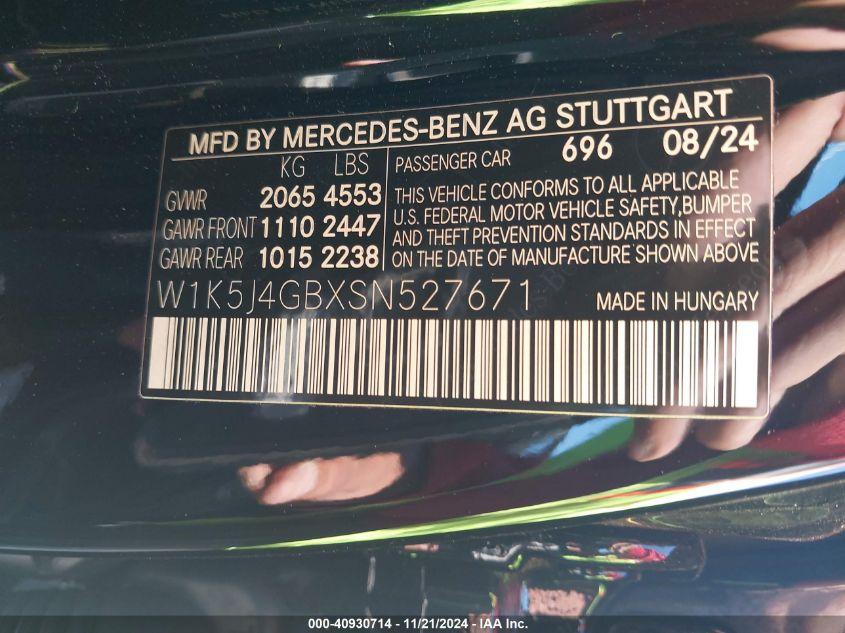 MFD BY MERCEDES-BENZ AG STUTTGART
KG LBS
GVWR 2065 4553
GAWR FRONT 1110 2447
GAWR REAR 1015 2238
PASSENGER CAR 696 08/24
THIS VEHICLE CONFORMS TO ALL APPLICABLE
U.S. FEDERAL MOTOR VEHICLE SAFETY, BUMPER
AND THEFT PREVENTION STANDARDS IN EFFECT
ON THE DATE OF MANUFACTURE SHOWN ABOVE
W1K5J4GBXSN527671 MADE IN HUNGARY
000-40930714 - 11/21/2024 - IAA Inc.